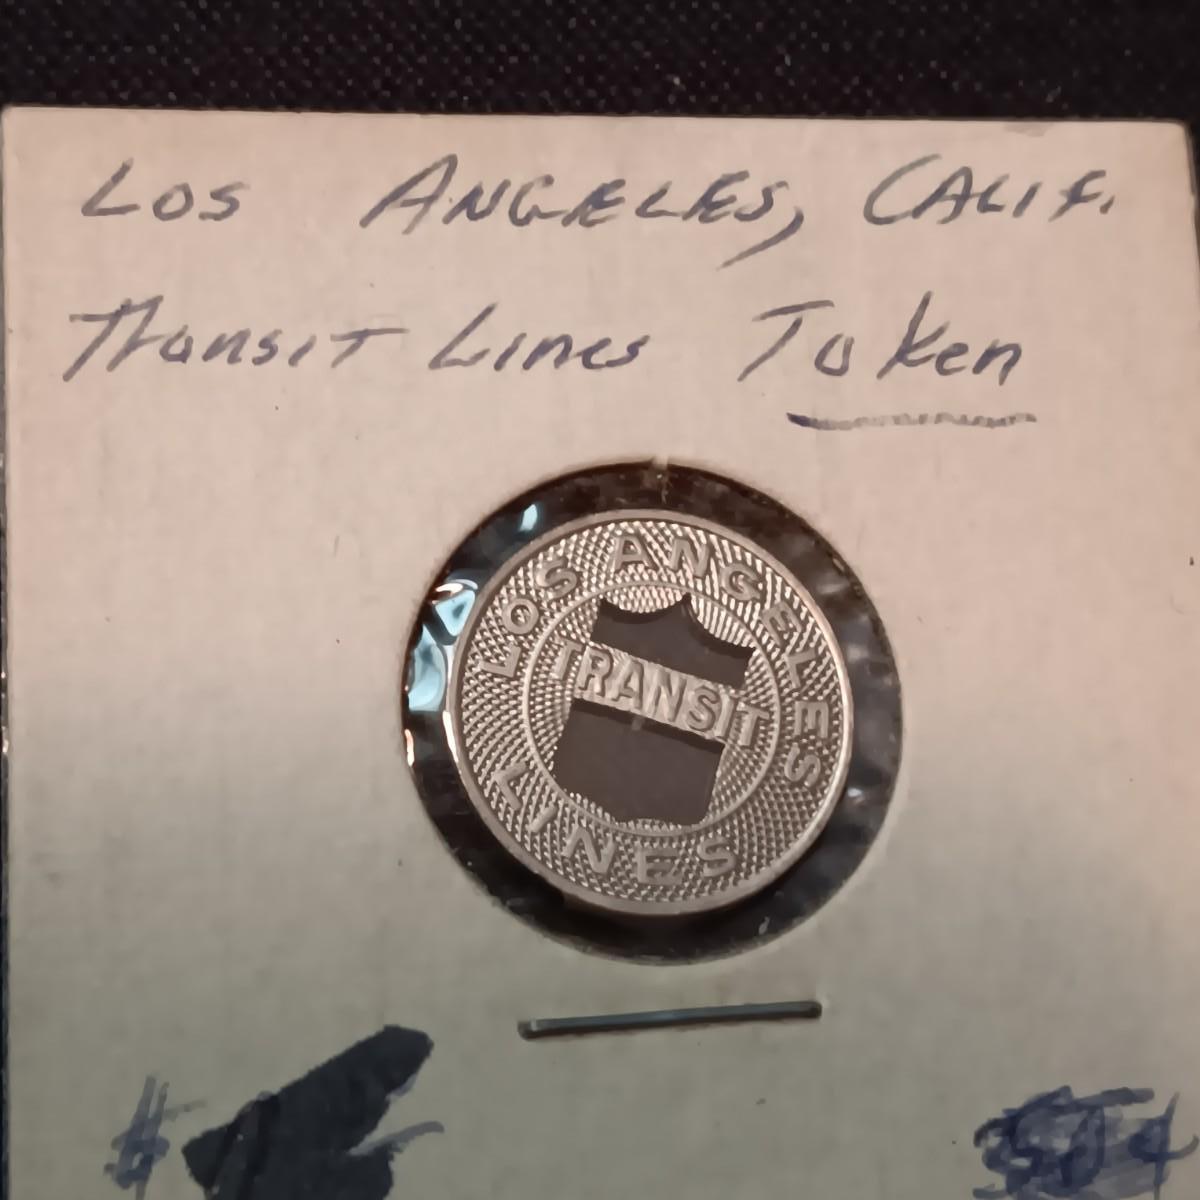 LOS ANGELES, CALIF.
Transit Lines Token
LOS ANGELES
TRANSIT
LINES
#